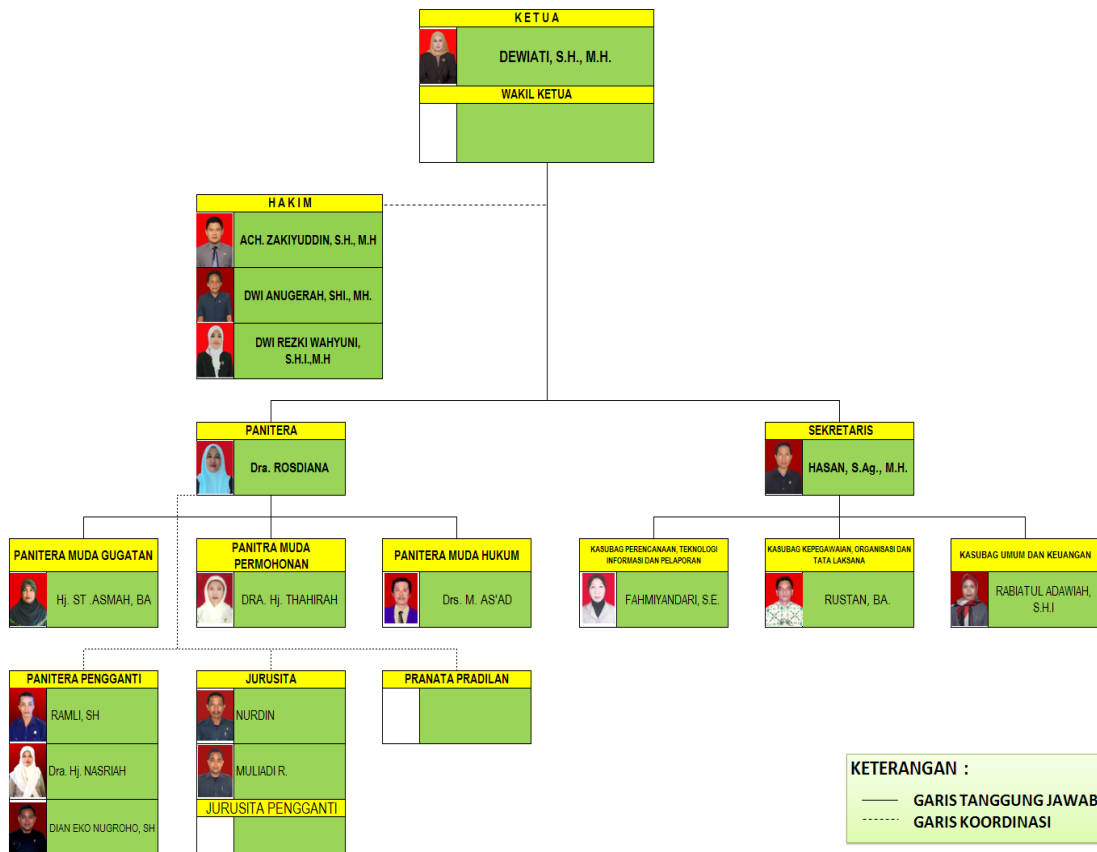 K E T U A
DEWIATI, S.H., M.H.
WAKIL KETUA
H A K I M
ACH. ZAKIYUDDIN, S.H., M.H
DWI ANUGERAH, SHI., MH.
DWI REZKI WAHYUNI,
S.H.I.,M.H
PANITERA
Dra. ROSDIANA
SEKRETARIS
HASAN, S.Ag., M.H.
PANITERA MUDA GUGATAN
Hj. ST .ASMAH, BA
PANITRA MUDA
PERMOHONAN
DRA. Hj. THAHIRAH
PANITERA MUDA HUKUM
Drs. M. AS'AD
KASUBAG PERENCANAAN, TEKNOLOGI
INFORMASI DAN PELAPORAN
FAHMIYANDARI, S.E.
KASUBAG KEPEGAWAIAN, ORGANISASI DAN
TATA LAKSANA
RUSTAN, BA.
KASUBAG UMUM DAN KEUANGAN
RABIATUL ADAWIAH,
S.H.I
PANITERA PENGGANTI
RAMLI, SH
Dra. Hj. NASRIAH
DIAN EKO NUGROHO, SH
JURUSITA
NURDIN
MULIADI R.
JURUSITA PENGGANTI
PRANATA PRADILAN
KETERANGAN :
GARIS TANGGUNG JAWAB
GARIS KOORDINASI